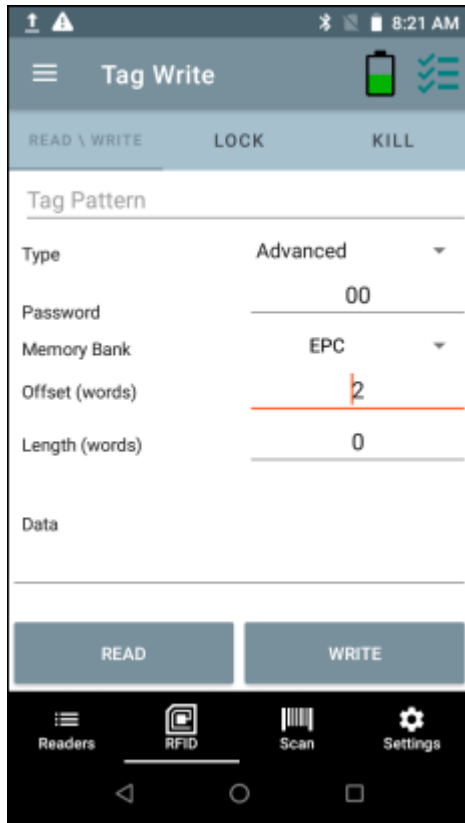 8:21 AM
Tag Write
READ \ WRITE LOCK KILL
Tag Pattern
Type Advanced
Password 00
Memory Bank EPC
Offset (words) 2
Length (words) 0
Data
READ WRITE
Readers RFID Scan Settings